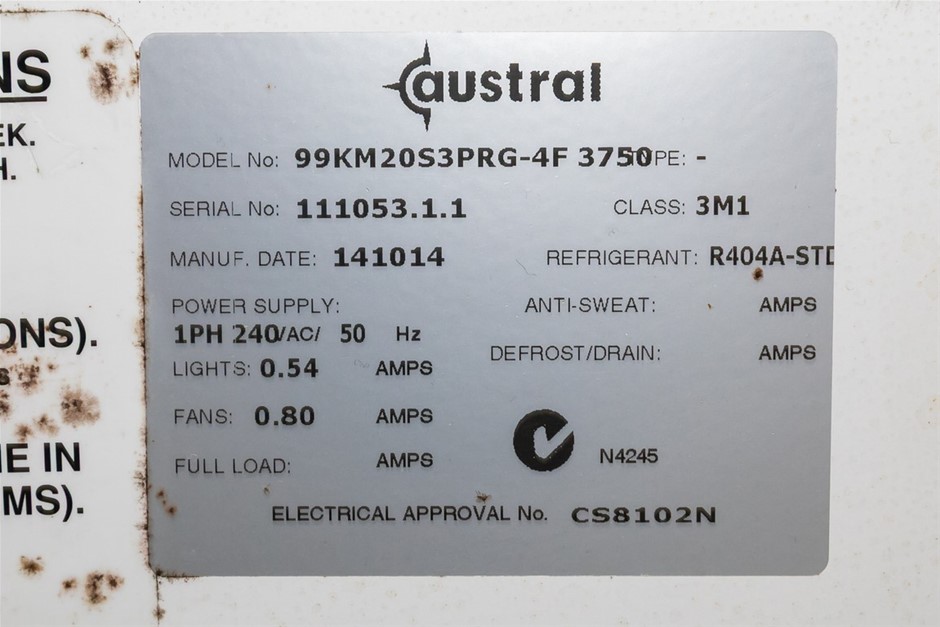 NS
EK.
H.
ONS).
s
E IN
MS).
austral
MODEL No: 99KM20S3PRG-4F 3750 TYPE: -
SERIAL No: 111053.1.1 CLASS: 3M1
MANUF. DATE: 141014 REFRIGERANT: R404A-STD
POWER SUPPLY: ANTI-SWEAT: AMPS
1PH 240/AC/ 50 Hz
DEFROST/DRAIN: AMPS
LIGHTS: 0.54 AMPS
FANS: 0.80 AMPS
N4245
FULL LOAD: AMPS
ELECTRICAL APPROVAL No. CS8102N